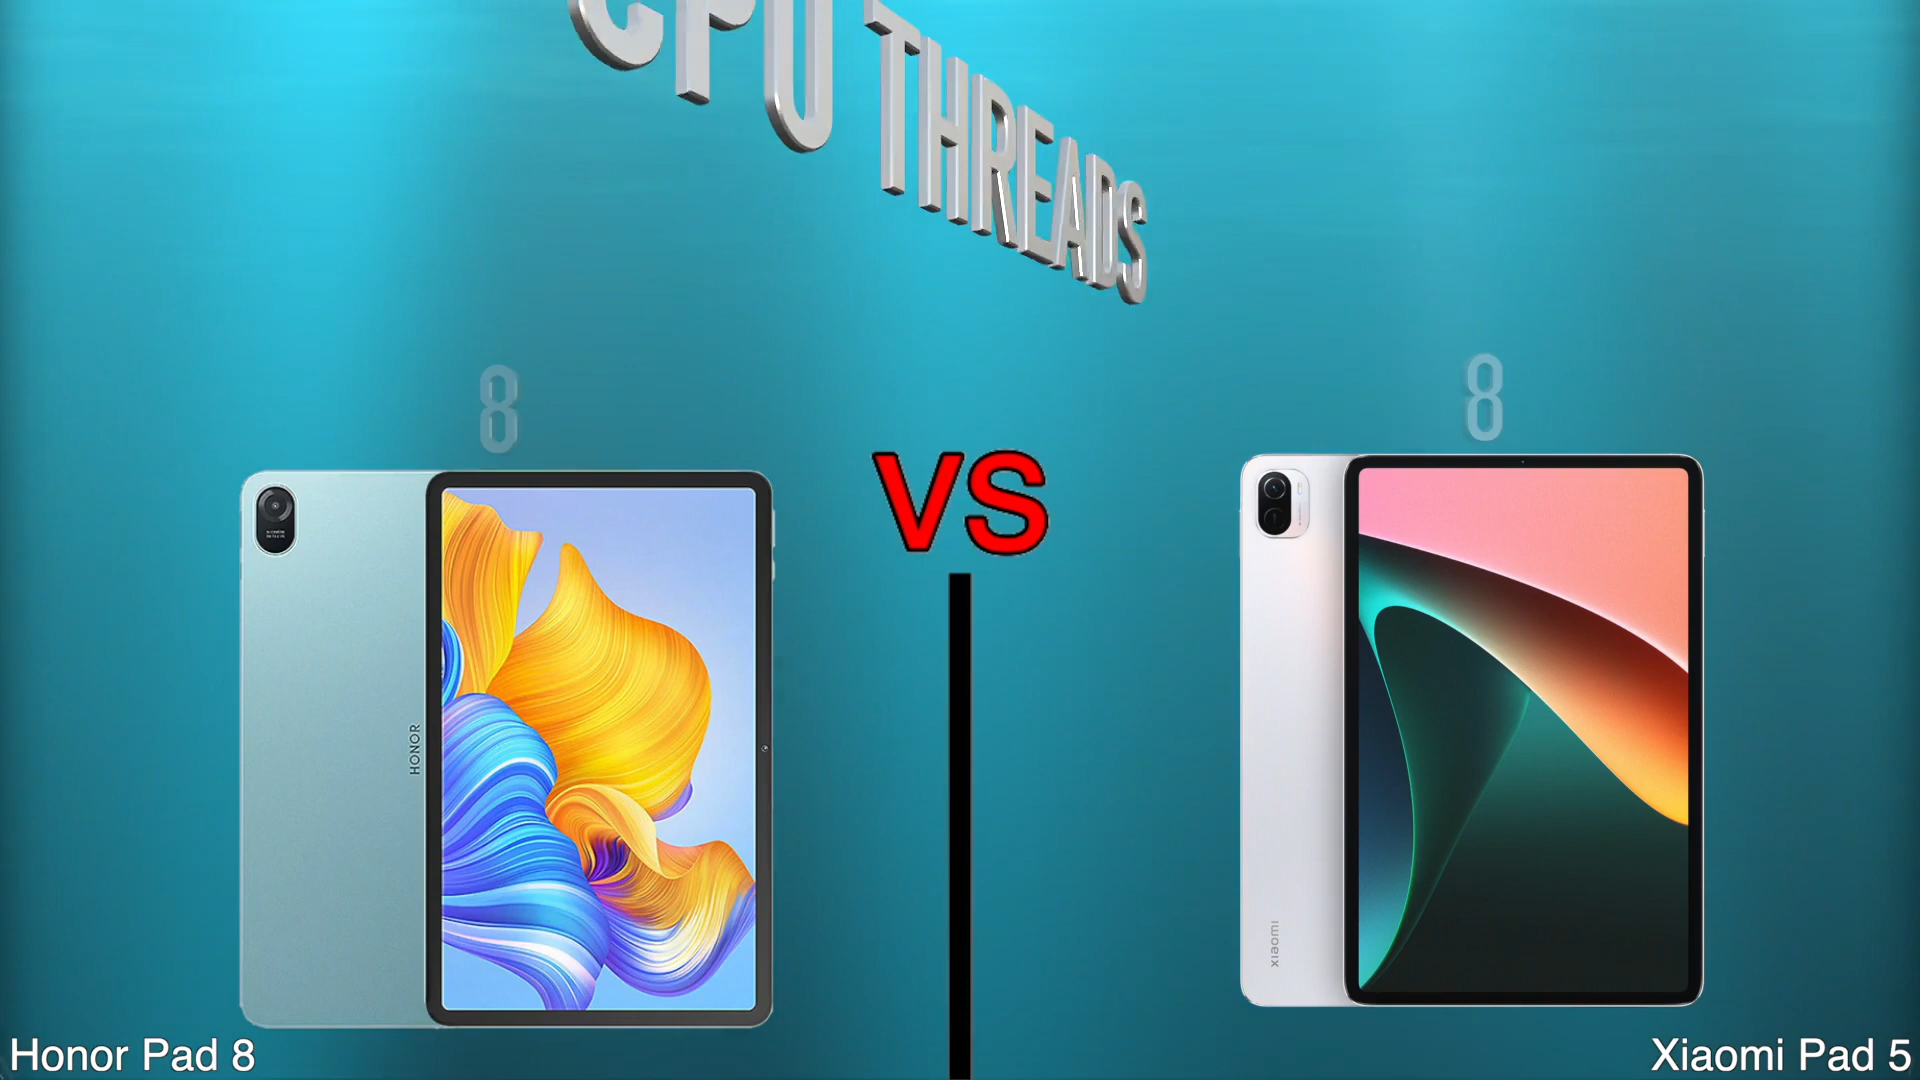 CPU THREADS
8
8
VS
HONOR
xiaomi
Honor Pad 8
Xiaomi Pad 5